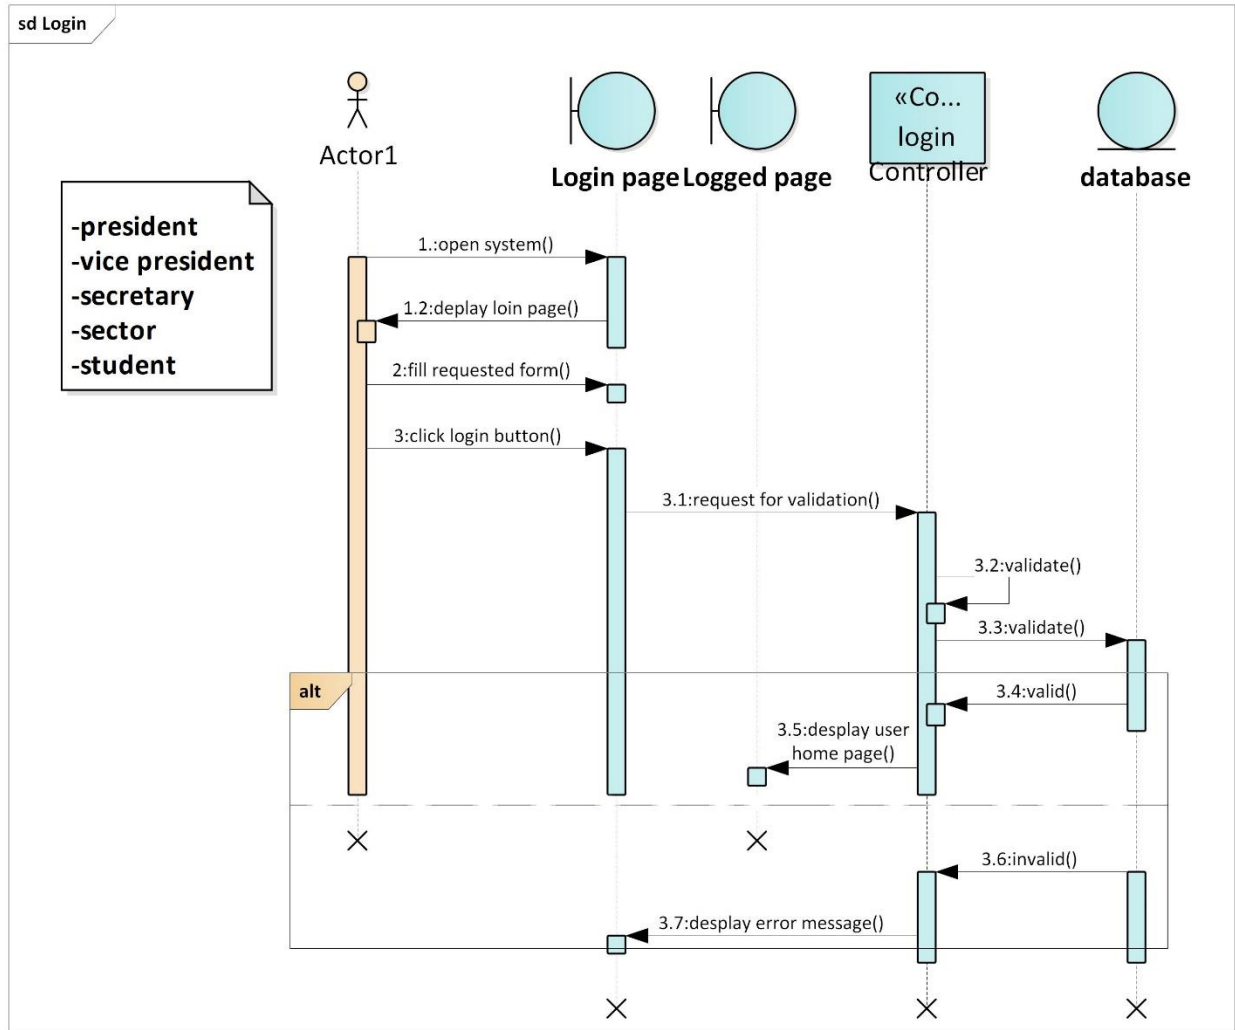 sd Login
Actor1
Login page
Logged page
«Co...
login
Controller
database
-president
-vice president
-secretary
-sector
-student
1.:open system()
1.2:deplay loin page()
2:fill requested form()
3:click login button()
3.1:request for validation()
3.2:validate()
3.3:validate()
alt
3.4:valid()
3.5:desplay user
home page()
3.6:invalid()
3.7:desplay error message()